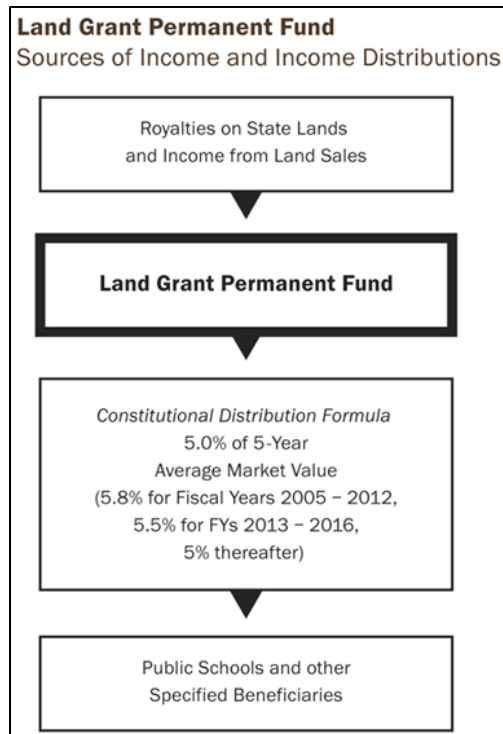 Land Grant Permanent Fund
Sources of Income and Income Distributions
Royalties on State Lands
and Income from Land Sales
Land Grant Permanent Fund
Constitutional Distribution Formula
5.0% of 5-Year
Average Market Value
(5.8% for Fiscal Years 2005 – 2012,
5.5% for FYs 2013 – 2016,
5% thereafter)
Public Schools and other
Specified Beneficiaries